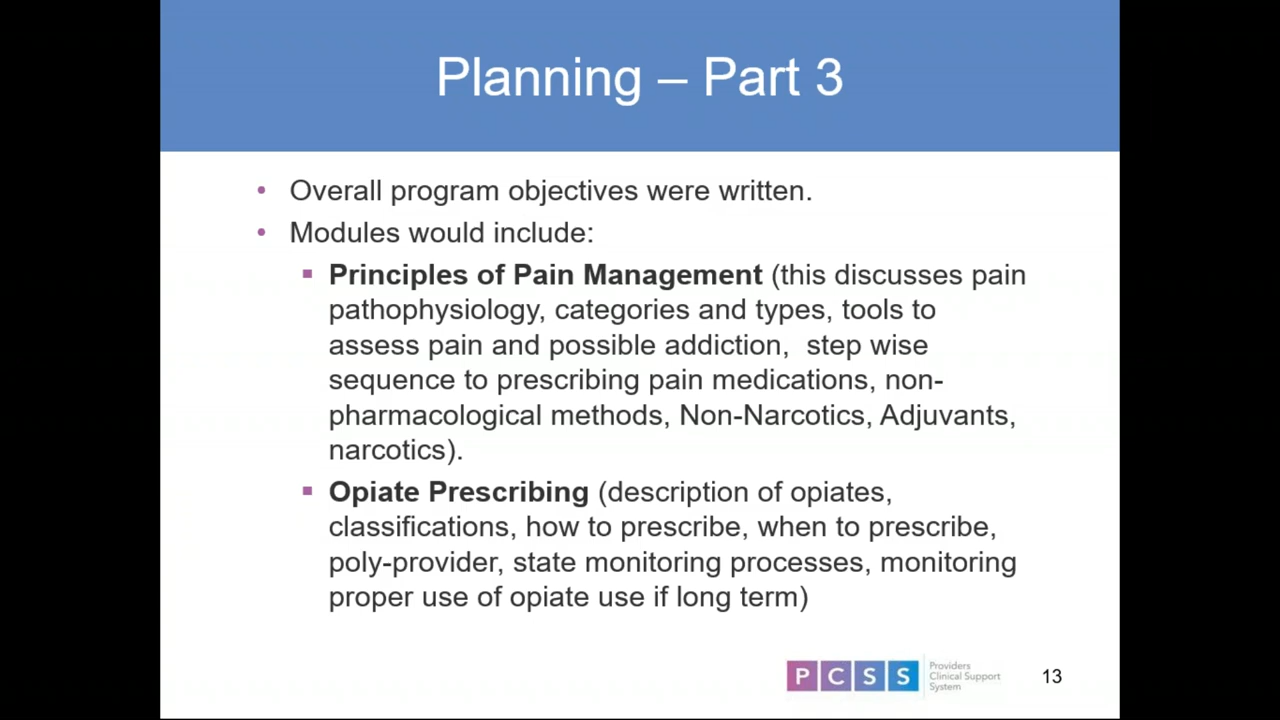 Planning – Part 3
• Overall program objectives were written.
• Modules would include:
▪ Principles of Pain Management (this discusses pain
pathophysiology, categories and types, tools to
assess pain and possible addiction,  step wise
sequence to prescribing pain medications, non-
pharmacological methods, Non-Narcotics, Adjuvants,
narcotics).
▪ Opiate Prescribing (description of opiates,
classifications, how to prescribe, when to prescribe,
poly-provider, state monitoring processes, monitoring
proper use of opiate use if long term)
PCSS
Providers
Clinical Support
System
13